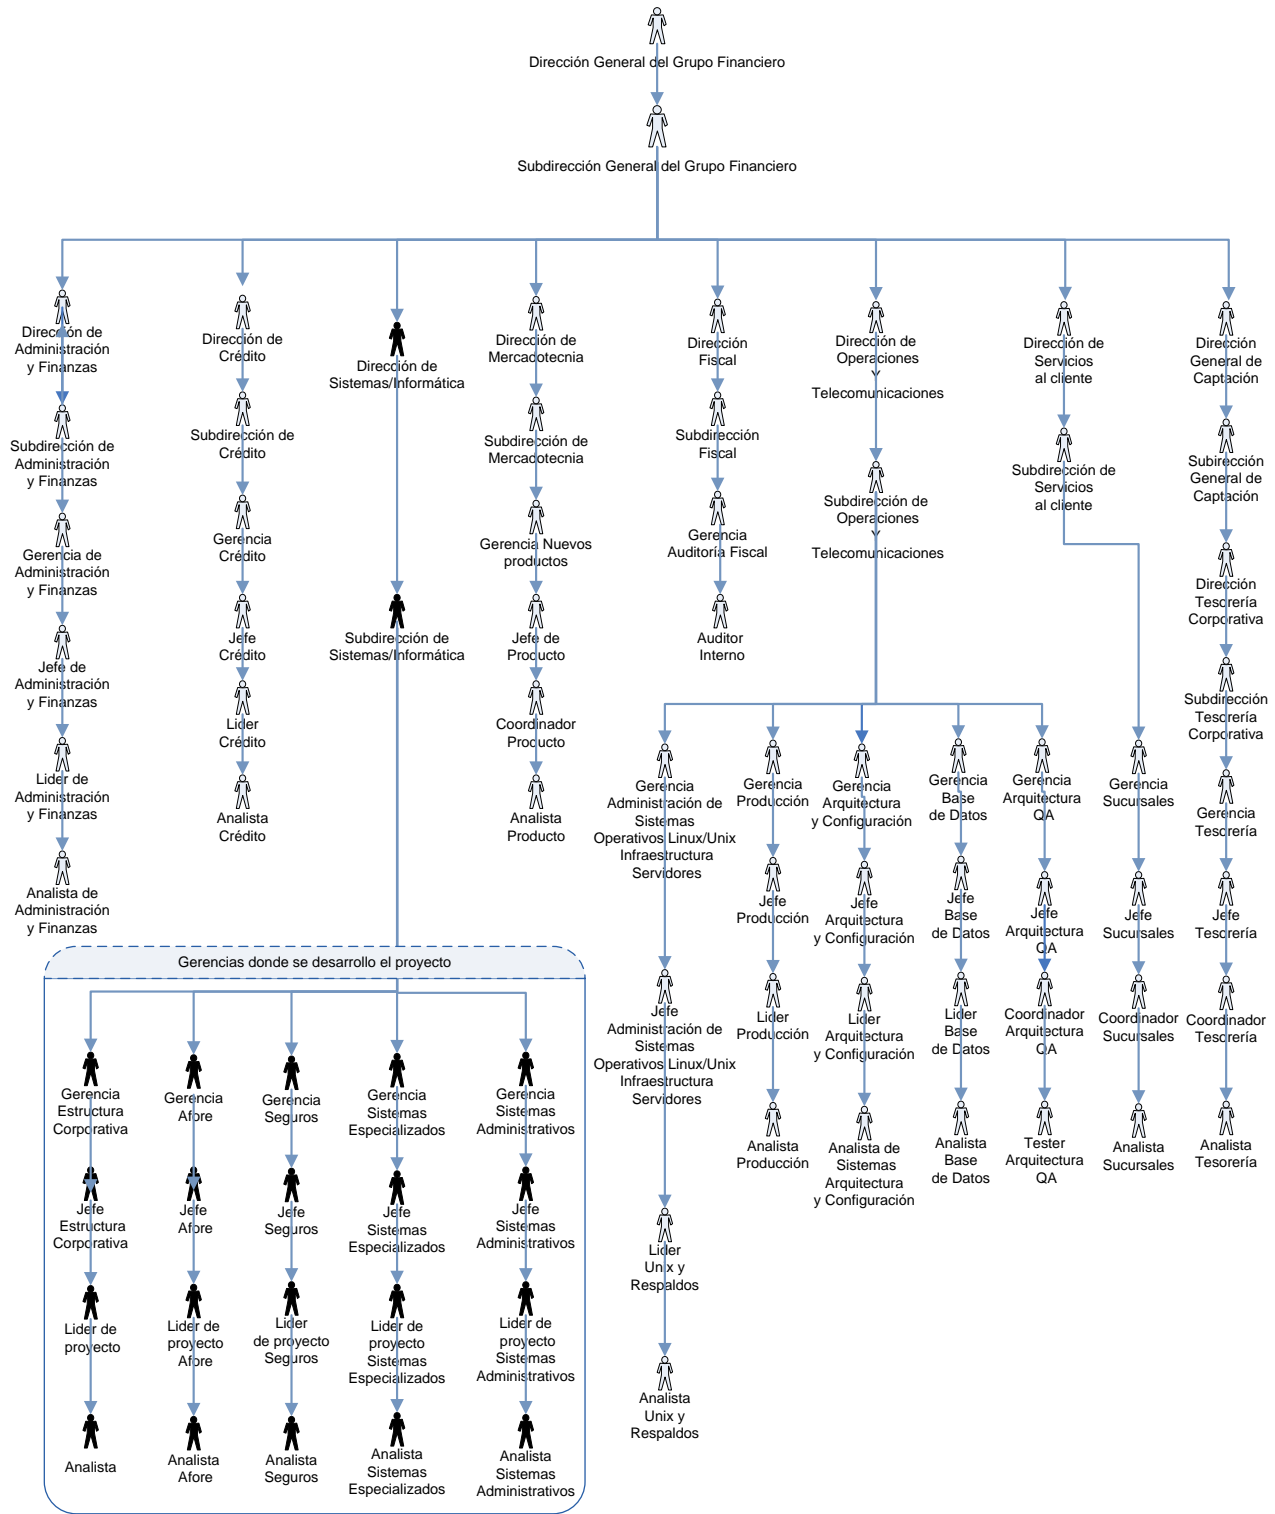 Dirección General del Grupo Financiero
Subdirección General del Grupo Financiero
Dirección de
Administración
y Finanzas
Subdirección de
Administración
y Finanzas
Gerencia de
Administración
y Finanzas
Jefe de
Administración
y Finanzas
Lider de
Administración
y Finanzas
Analista de
Administración
y Finanzas
Dirección de
Crédito
Subdirección de
Crédito
Gerencia
Crédito
Jefe
Crédito
Lider
Crédito
Analista
Crédito
Dirección de
Sistemas/Informática
Subdirección de
Sistemas/Informática
Dirección de
Mercadotecnia
Subdirección de
Mercadotecnia
Gerencia Nuevos
productos
Jefe de
Producto
Coordinador
Producto
Analista
Producto
Dirección
Fiscal
Subdirección
Fiscal
Gerencia
Auditoría Fiscal
Auditor
Interno
Dirección de
Operaciones
Y
Telecomunicaciones
Subdirección de
Operaciones
Y
Telecomunicaciones
Dirección de
Servicios
al cliente
Subdirección de
Servicios
al cliente
Dirección
General de
Captación
Subirección
General de
Captación
Dirección
Tesorería
Corporativa
Subdirección
Tesorería
Corporativa
Gerencia
Tesorería
Jefe
Tesorería
Coordinador
Tesorería
Analista
Tesorería
Gerencia
Administración de
Sistemas
Operativos Linux/Unix
Infraestructura
Servidores
Jefe
Administración de
Sistemas
Operativos Linux/Unix
Infraestructura
Servidores
Lider
Unix y
Respaldos
Analista
Unix y
Respaldos
Gerencia
Producción
Jefe
Producción
Lider
Producción
Analista
Producción
Gerencia
Arquitectura
y Configuración
Jefe
Arquitectura
y Configuración
Lider
Arquitectura
y Configuración
Analista de
Sistemas
Arquitectura
y Configuración
Gerencia
Base
de Datos
Jefe
Base
de Datos
Lider
Base
de Datos
Analista
Base
de Datos
Gerencia
Arquitectura
QA
Jefe
Arquitectura
QA
Coordinador
Arquitectura
QA
Tester
Arquitectura
QA
Gerencia
Sucursales
Jefe
Sucursales
Coordinador
Sucursales
Analista
Sucursales
Gerencias donde se desarrollo el proyecto
Gerencia
Estructura
Corporativa
Jefe
Estructura
Corporativa
Lider de
proyecto
Analista
Gerencia
Afore
Jefe
Afore
Lider de
proyecto
Afore
Analista
Afore
Gerencia
Seguros
Jefe
Seguros
Lider
de proyecto
Seguros
Analista
Seguros
Gerencia
Sistemas
Especializados
Jefe
Sistemas
Especializados
Lider de
proyecto
Sistemas
Especializados
Analista
Sistemas
Especializados
Gerencia
Sistemas
Administrativos
Jefe
Sistemas
Administrativos
Lider de
proyecto
Sistemas
Administrativos
Analista
Sistemas
Administrativos